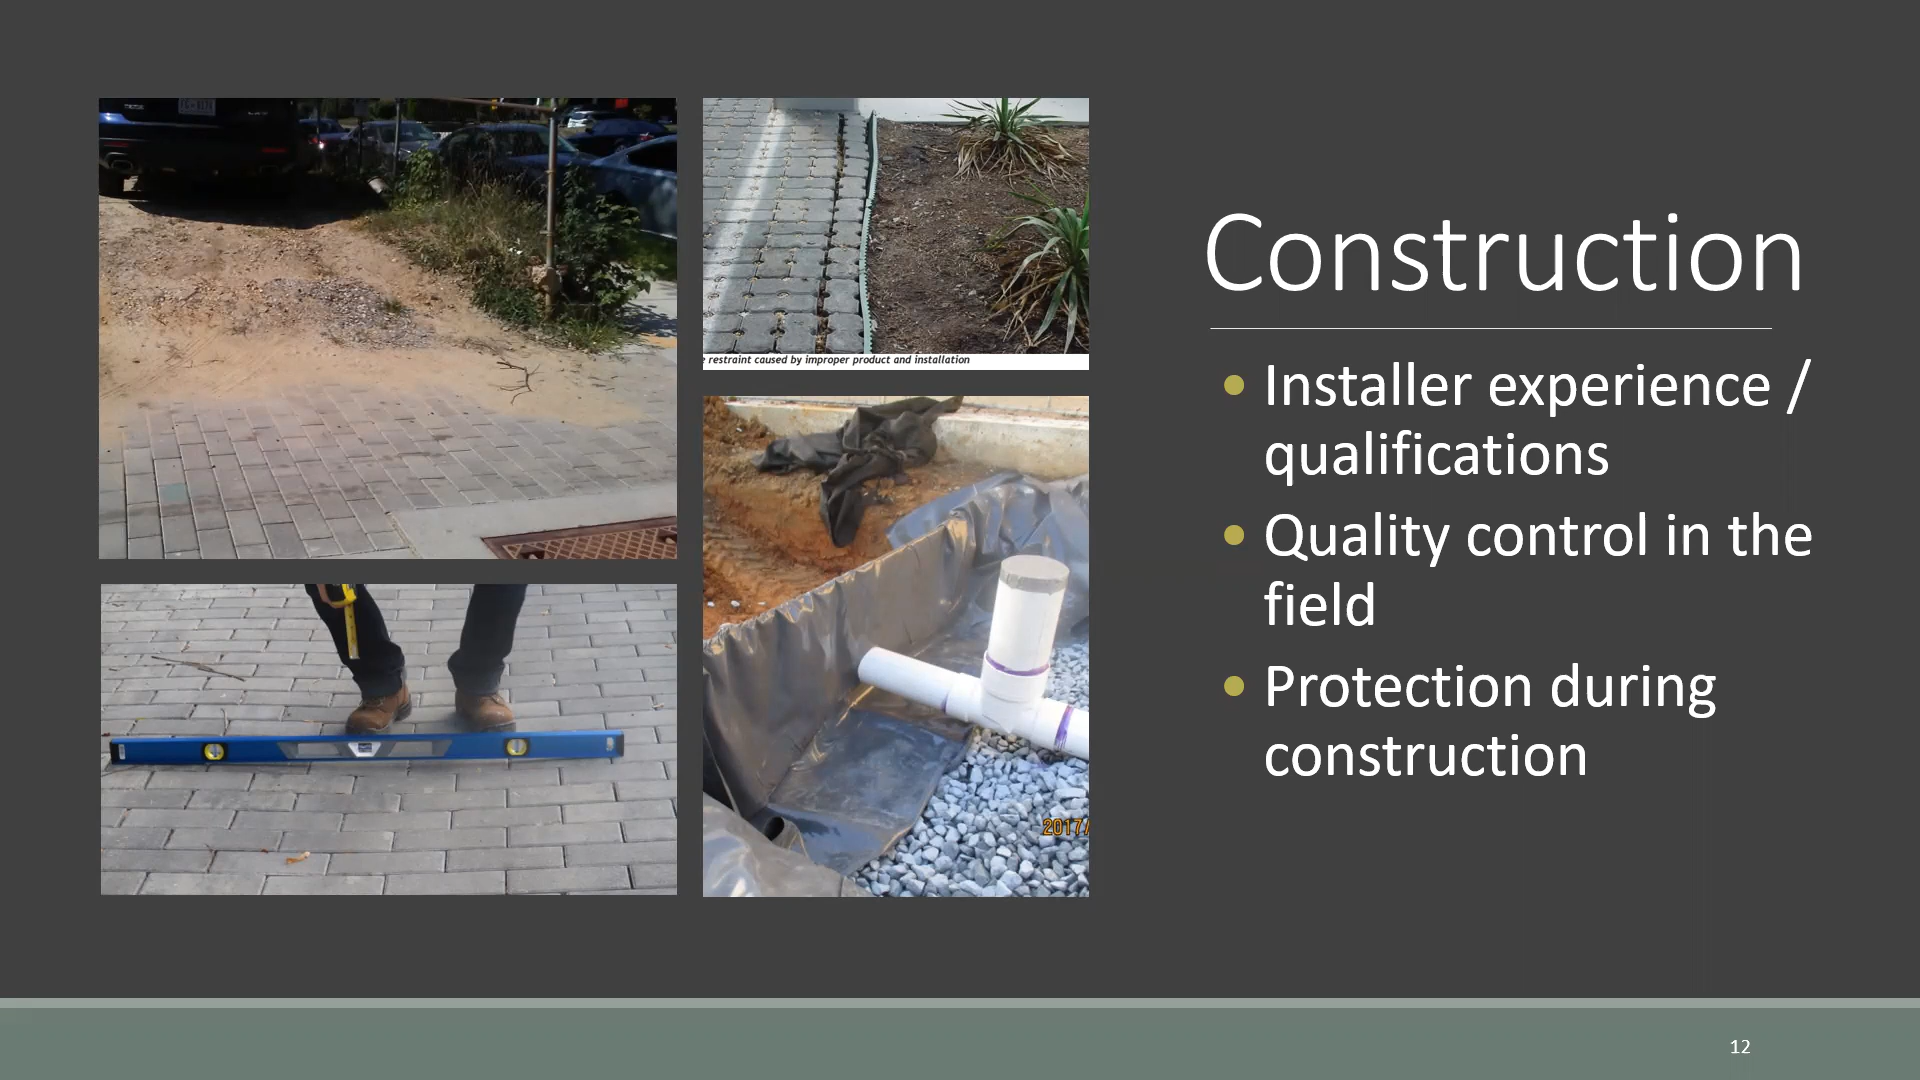 e restraint caused by improper product and installation
2017/
Construction
Installer experience /
qualifications
Quality control in the
field
Protection during
construction
12